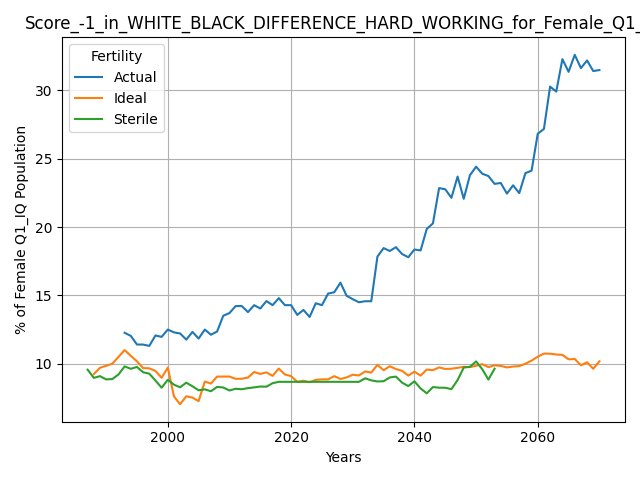 Score_-1_in_WHITE_BLACK_DIFFERENCE_HARD_WORKING_for_Female_Q1_
Fertility
Actual
Ideal
Sterile
% of Female Q1_IQ Population
30
25
20
15
10
2000
2020
2040
2060
Years